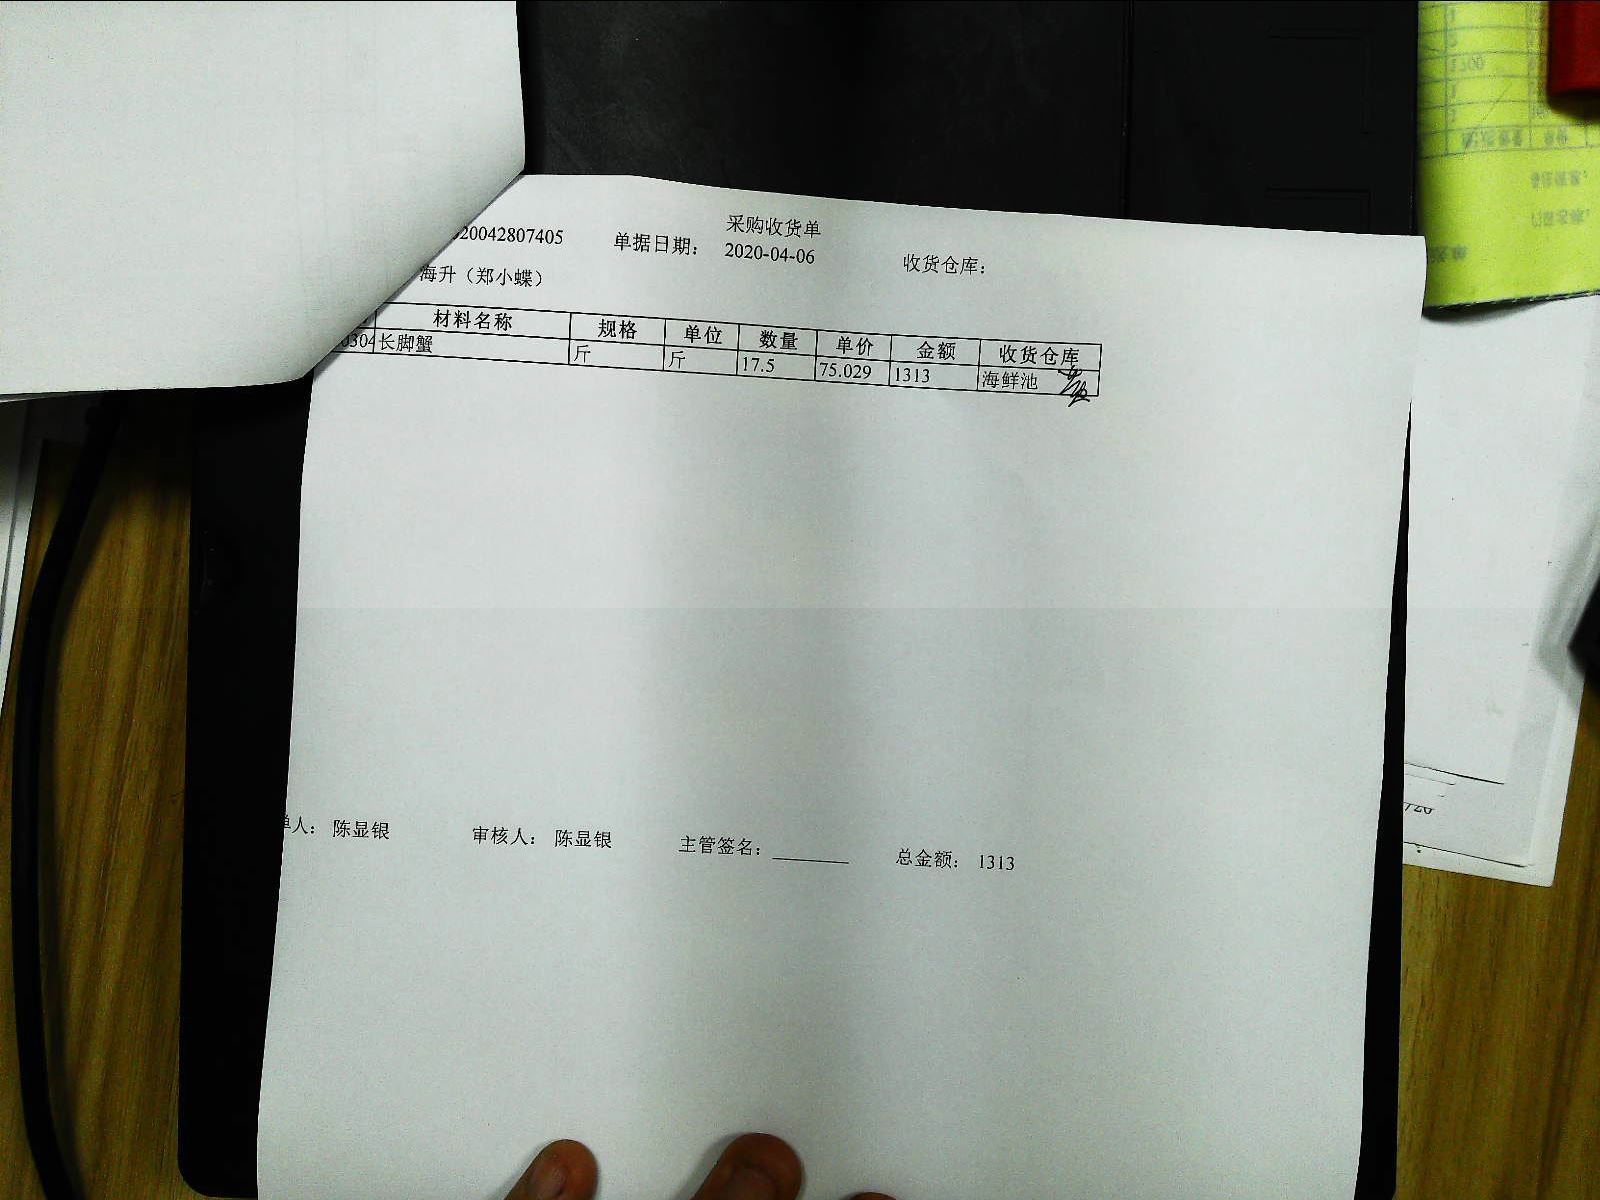 采购收货单
20042807405 单据日期： 2020-04-06 收货仓库：
海升（郑小蝶）
材料名称 规格 单位 数量 单价 金额 收货仓库
0304 长脚蟹 斤 斤 17.5 75.029 1313 海鲜池
单人： 陈显银 审核人： 陈显银 主管签名： ________ 总金额： 1313
1700